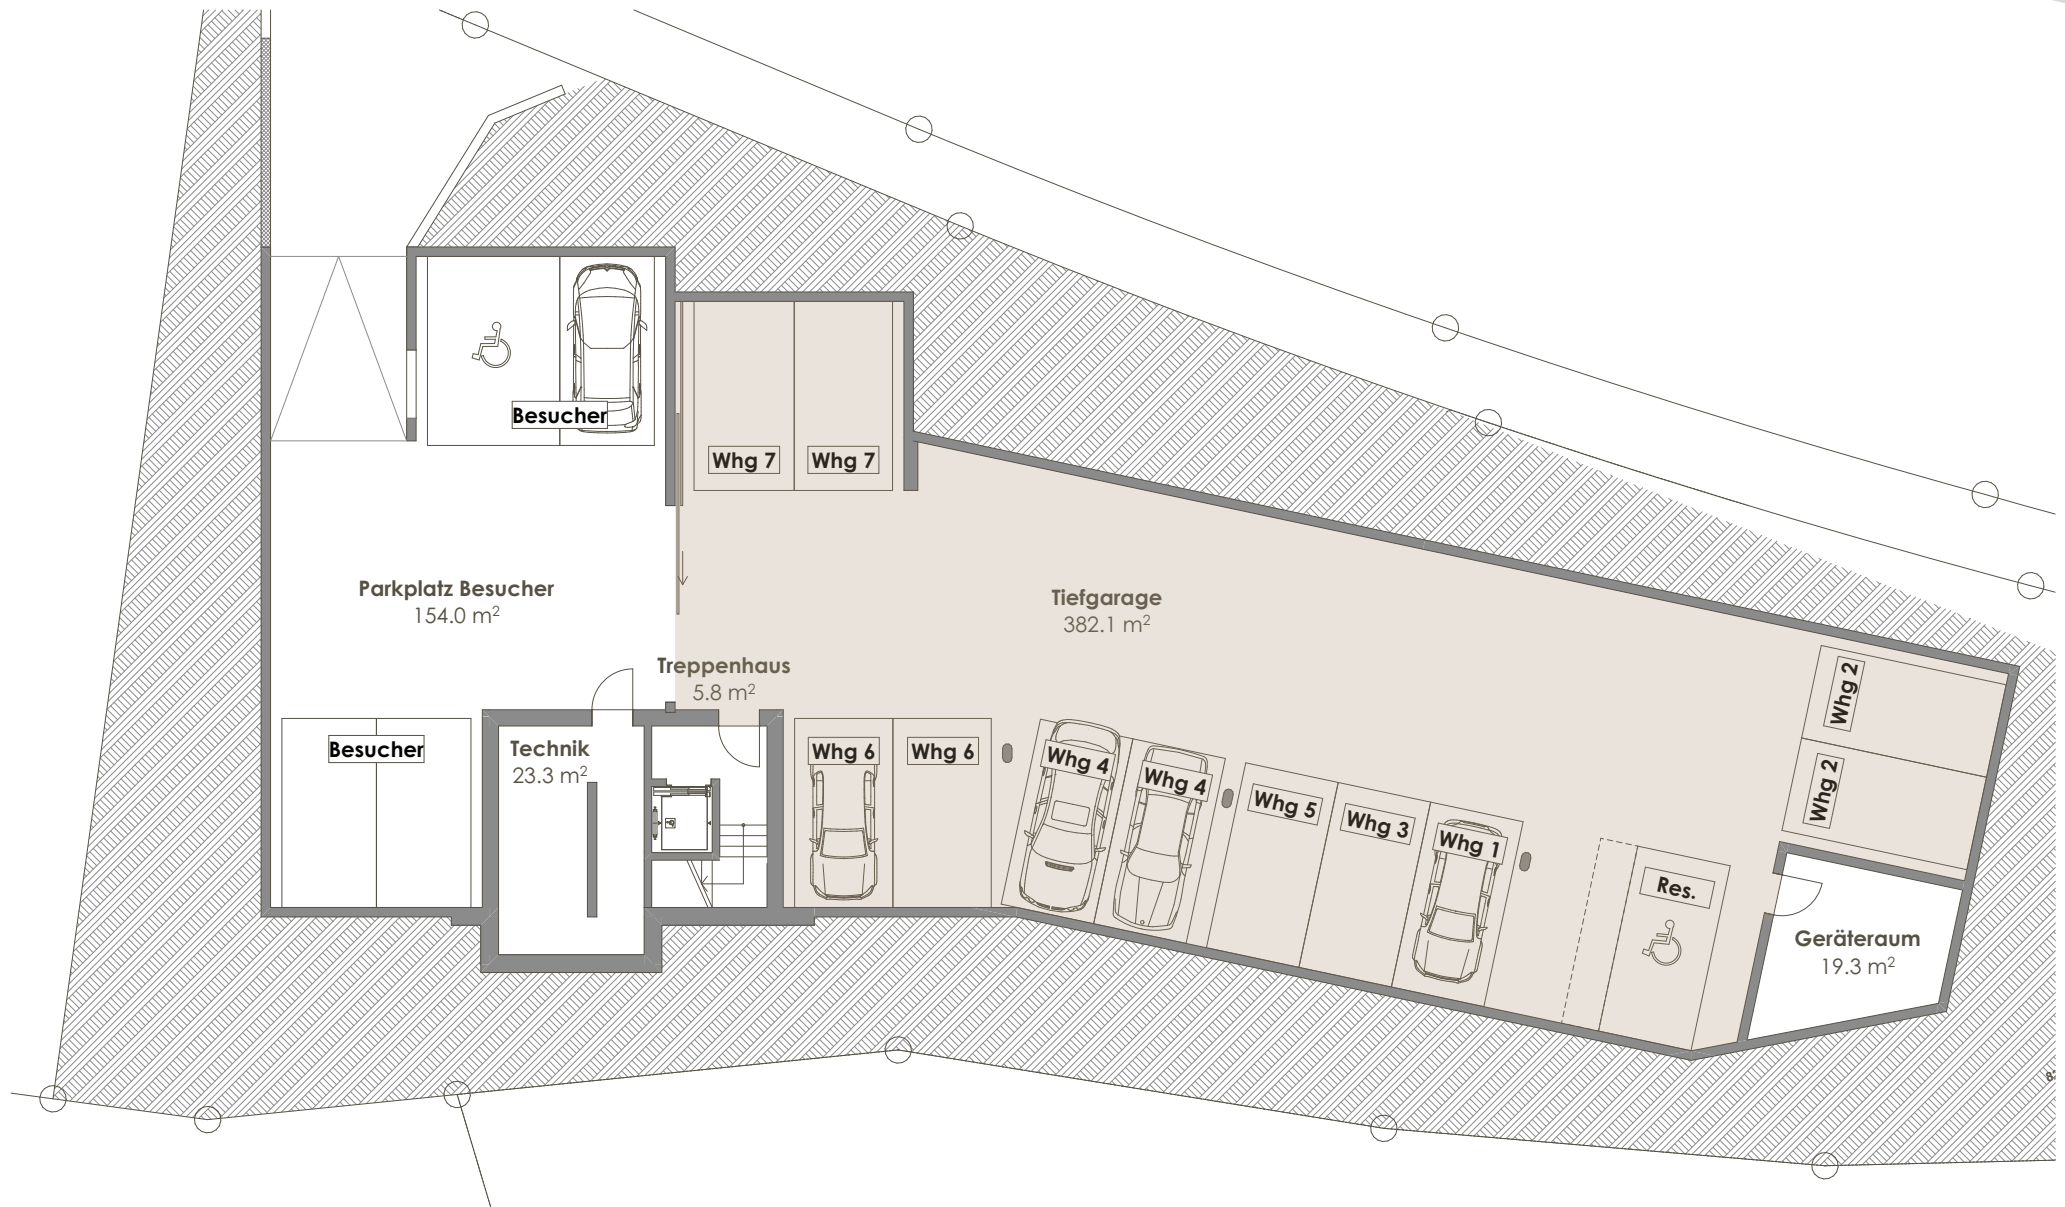 Besucher
Whg 7
Whg 7
Parkplatz Besucher
154.0 m²
Tiefgarage
382.1 m²
Treppenhaus
5.8 m²
Besucher
Technik
23.3 m²
Whg 6
Whg 6
Whg 4
Whg 4
Whg 5
Whg 3
Whg 1
Whg 2
Whg 2
Res.
Geräteraum
19.3 m²